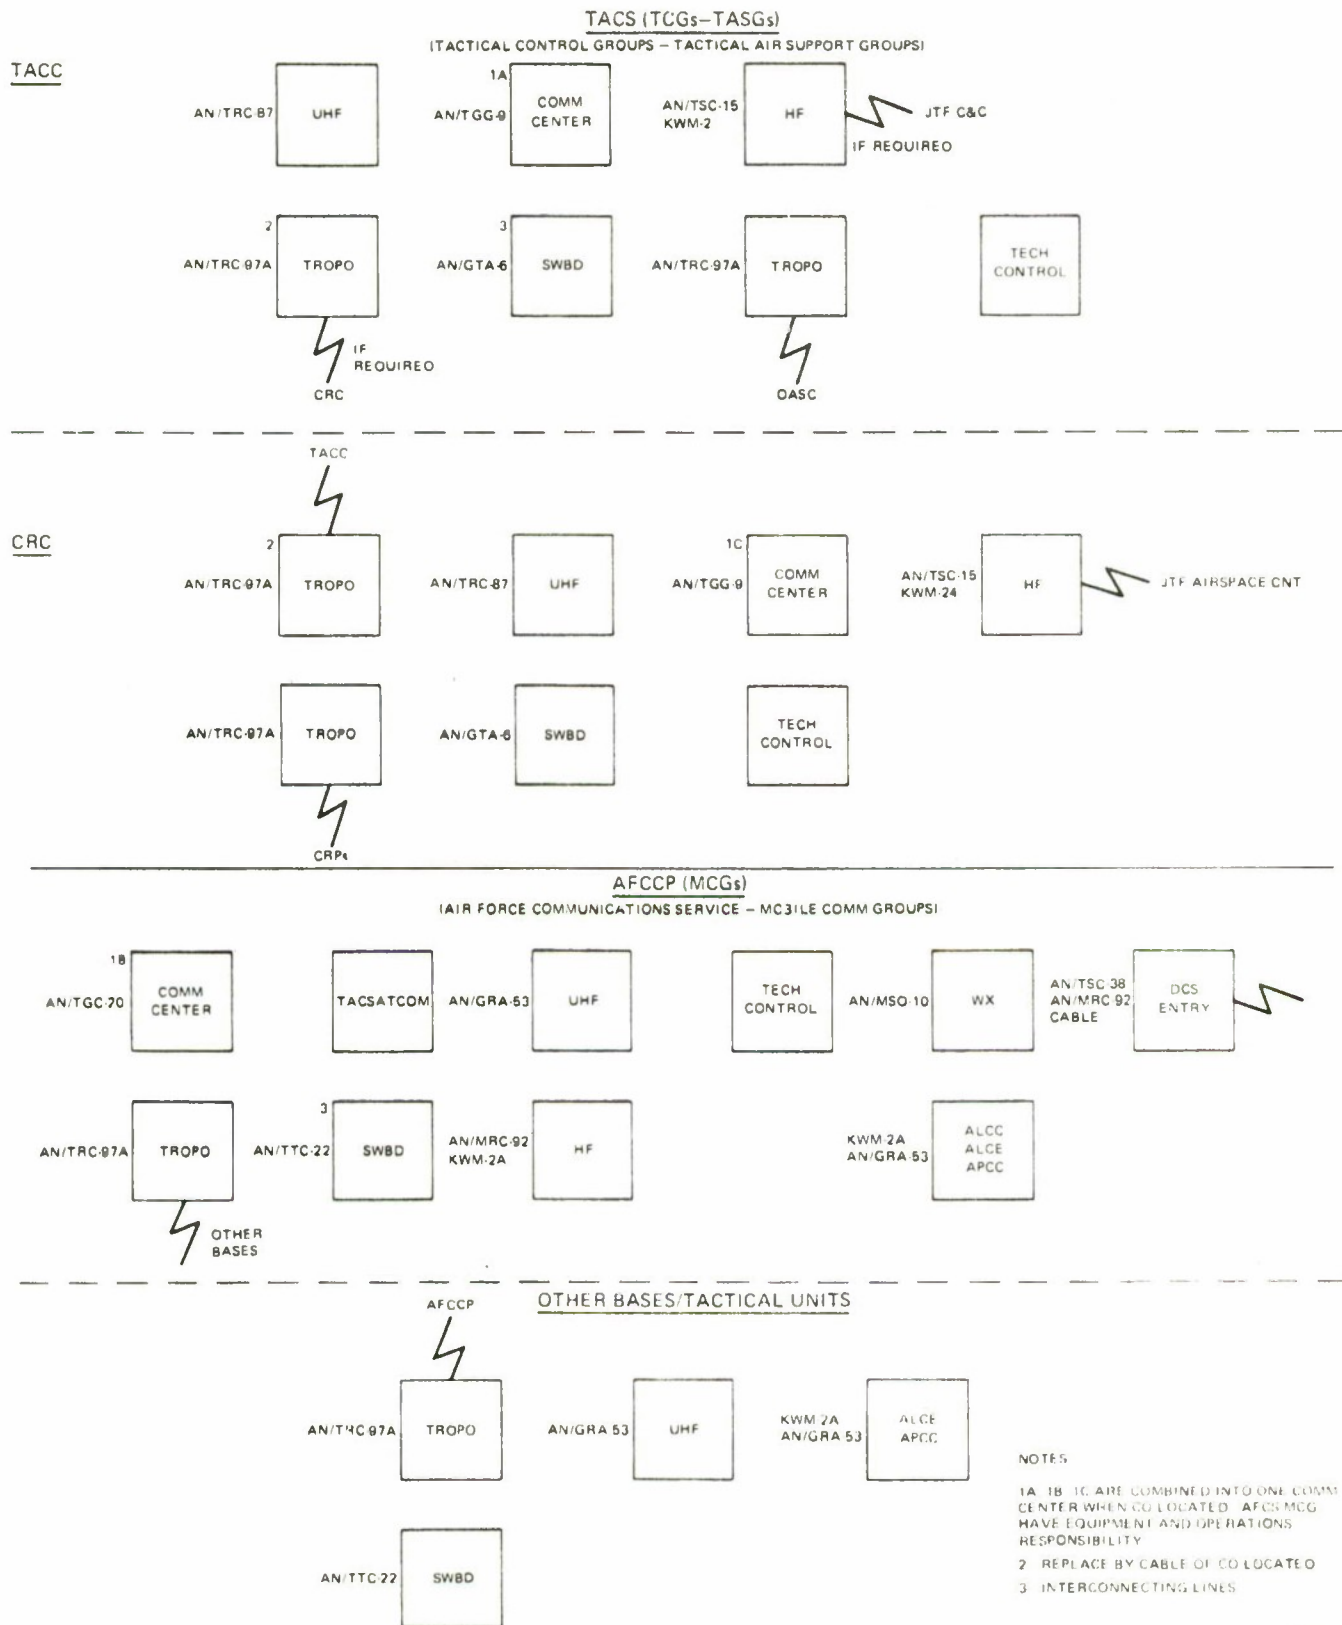 TACS (TCGs-TASGs)
(TACTICAL CONTROL GROUPS - TACTICAL AIR SUPPORT GROUPS)
TACC
AN/TRC-87
UHF
1A
AN/TGG-9
COMM
CENTER
AN/TSC-15
KWM-2
HF
JTF C&C
IF REQUIRED
2
AN/TRC-97A
TROPO
IF
REQUIRED
CRC
3
AN/GTA-6
SWBD
AN/TRC-97A
TROPO
OASC
TECH
CONTROL
TACC
CRC
2
AN/TRC-97A
TROPO
AN/TRC-87
UHF
1C
AN/TGG-9
COMM
CENTER
AN/TSC-15
KWM-24
HF
JTF AIRSPACE CNT
AN/TRC-97A
TROPO
CRPs
AN/GTA-6
SWBD
TECH
CONTROL
AFCCP (MCGs)
(AIR FORCE COMMUNICATIONS SERVICE - MOBILE COMM GROUPS)
1B
AN/TGC-20
COMM
CENTER
TACSATCOM
AN/GRA-53
UHF
TECH
CONTROL
AN/MSQ-10
WX
AN/TSC-38
AN/MRC-92
CABLE
DCS
ENTRY
AN/TRC-97A
TROPO
OTHER
BASES
3
AN/TTC-22
SWBD
AN/MRC-92
KWM-2A
HF
KWM-2A
AN/GRA-53
ALCC
ALCE
APCC
OTHER BASES/TACTICAL UNITS
AFCCP
AN/TRC-97A
TROPO
AN/GRA-53
UHF
KWM-2A
AN/GRA-53
ALCE
APCC
AN/TTC-22
SWBD
NOTES
1A 1B 1C ARE COMBINED INTO ONE COMM
CENTER WHEN CO LOCATED AFCS MCG
HAVE EQUIPMENT AND OPERATIONS
RESPONSIBILITY
2 REPLACE BY CABLE OF CO LOCATED
3 INTERCONNECTING LINES